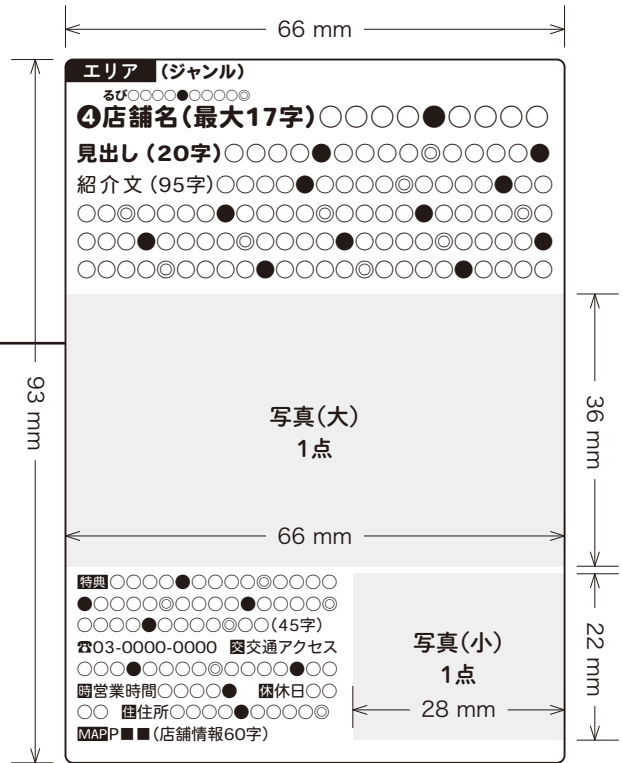 66 mm
エリア (ジャンル)
るび○○○○●○○○○◎
❹店舗名(最大17字)○○○○●○○○○
見出し (20字)○○○○●○○○○◎○○○○●
紹介文 (95字)○○○○●○○○○◎○○○○●○○
○○◎○○○○●○○○○◎○○○○●○○○○◎○
○○○●○○○○◎○○○○●○○○○◎○○○○●
○○○○◎○○○○●○○○○◎○○○○●○○○○
93 mm
写真(大)
1点
36 mm
66 mm
特典○○○○●○○○○◎○○○○
●○○○○◎○○○○●○○○○◎
○○○○●○○○○◎○○(45字)
☎03-0000-0000 交交通アクセス
○○○●○○○○◎○○○○●○○
時営業時間○○○○● 休休日○○
○○ 住住所○○○○●○○○○◎
MAPP■■(店舗情報60字)
写真(小)
1点
28 mm
22 mm